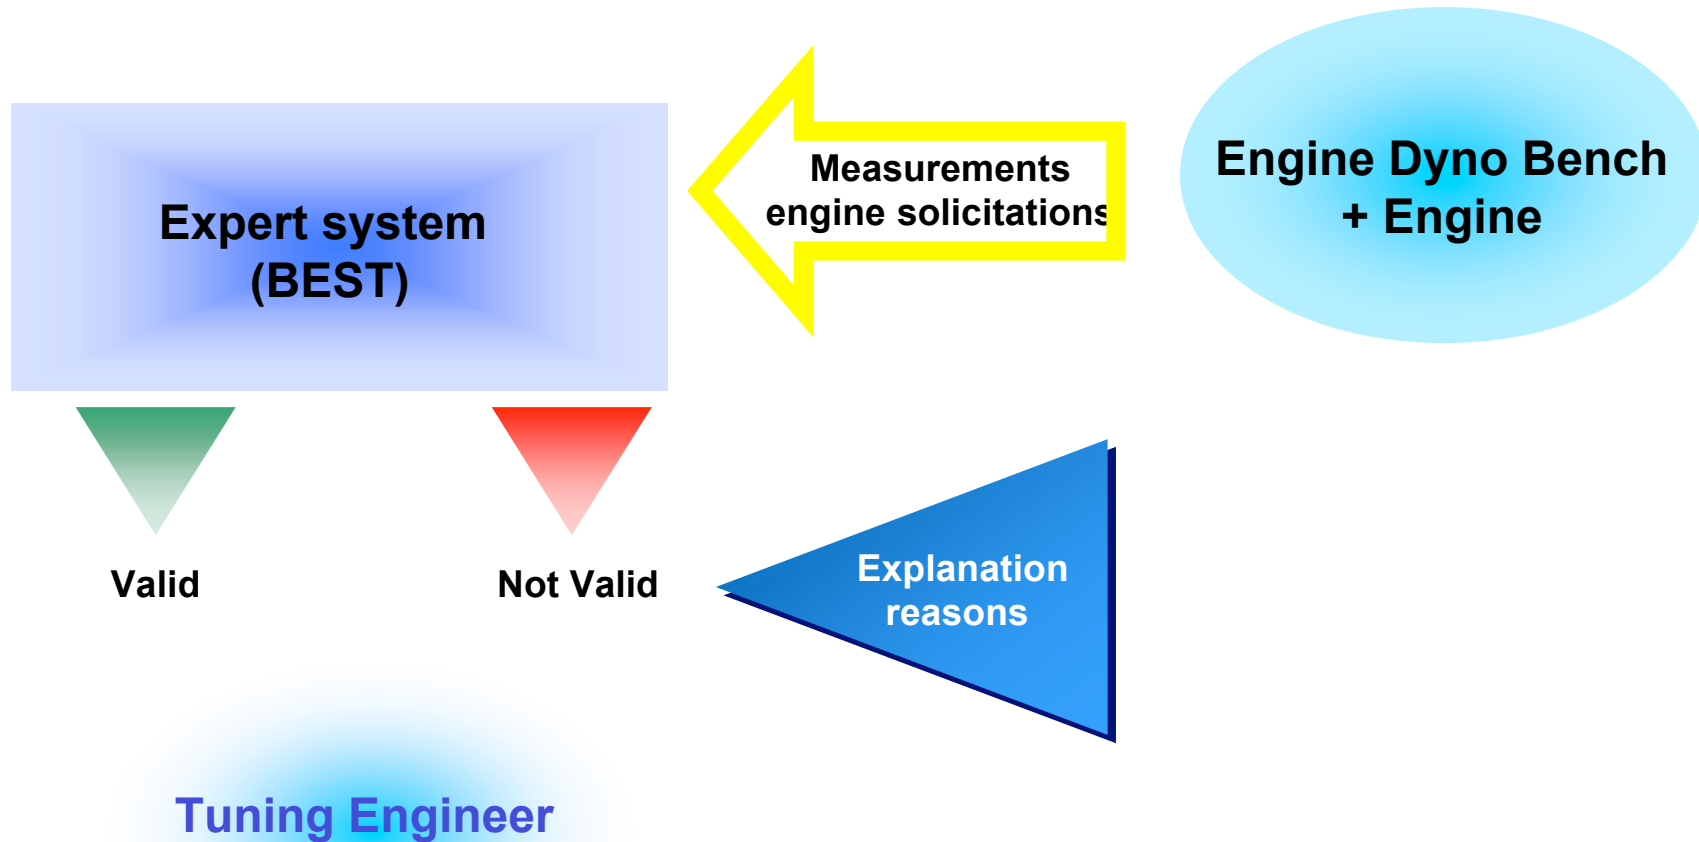 Expert system
(BEST)
Measurements
engine solicitations
Engine Dyno Bench
+ Engine
Valid
Not Valid
Explanation
reasons
Tuning Engineer